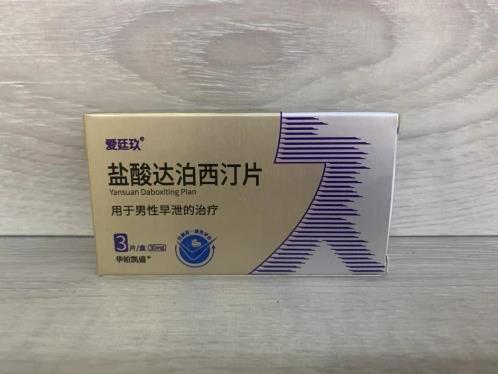 爱廷玖®
盐酸达泊西汀片
Yansuan Daboxiting Pian
用于男性早泄的治疗
3片/盒 30mg
华铂凯盛®